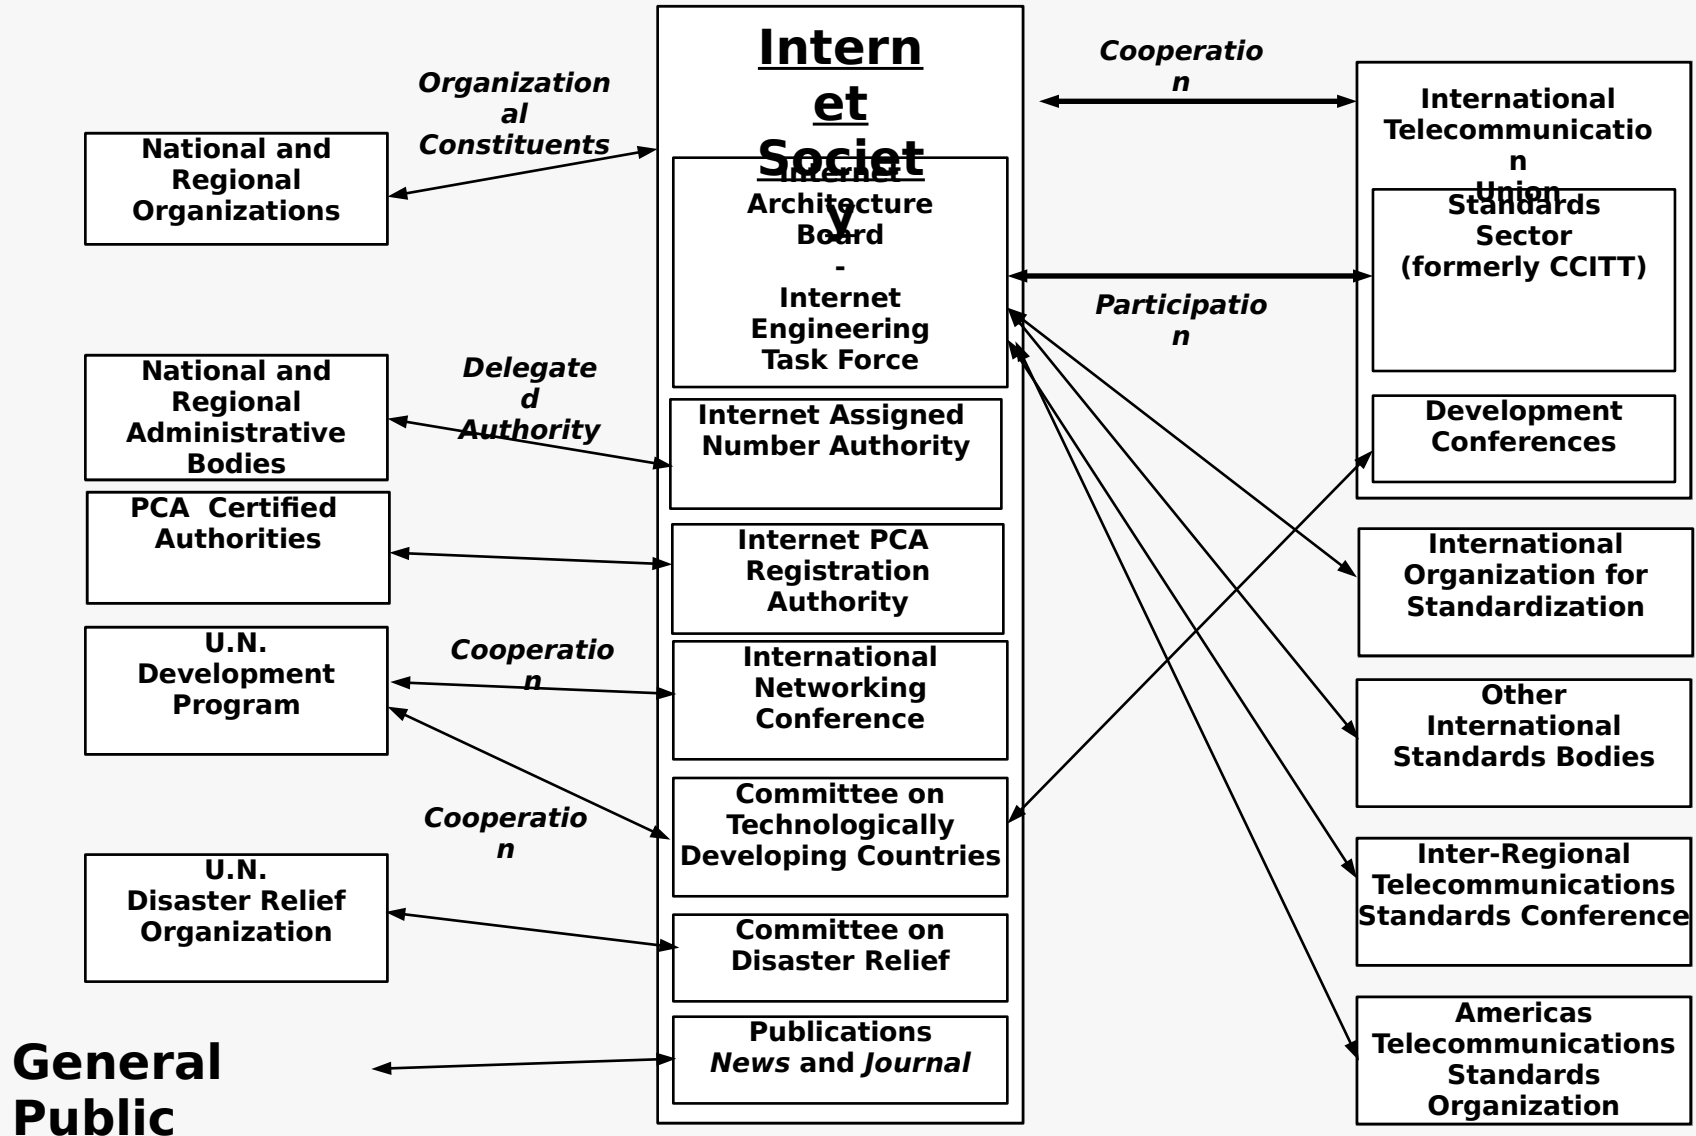 Intern
et
Societ
y
Internet
Architecture
Board
-
Internet
Engineering
Task Force
Internet Assigned
Number Authority
Internet PCA
Registration
Authority
International
Networking
Conference
Committee on
Technologically
Developing Countries
Committee on
Disaster Relief
Publications
News and Journal
Organization
al
Constituents
National and
Regional
Organizations
Delegate
d
Authority
National and
Regional
Administrative
Bodies
PCA Certified
Authorities
Cooperatio
n
U.N.
Development
Program
Cooperatio
n
U.N.
Disaster Relief
Organization
General
Public
Cooperatio
n
International
Telecommunicatio
n
Union
Standards
Sector
(formerly CCITT)
Participatio
n
Development
Conferences
International
Organization for
Standardization
Other
International
Standards Bodies
Inter-Regional
Telecommunications
Standards Conference
Americas
Telecommunications
Standards
Organization